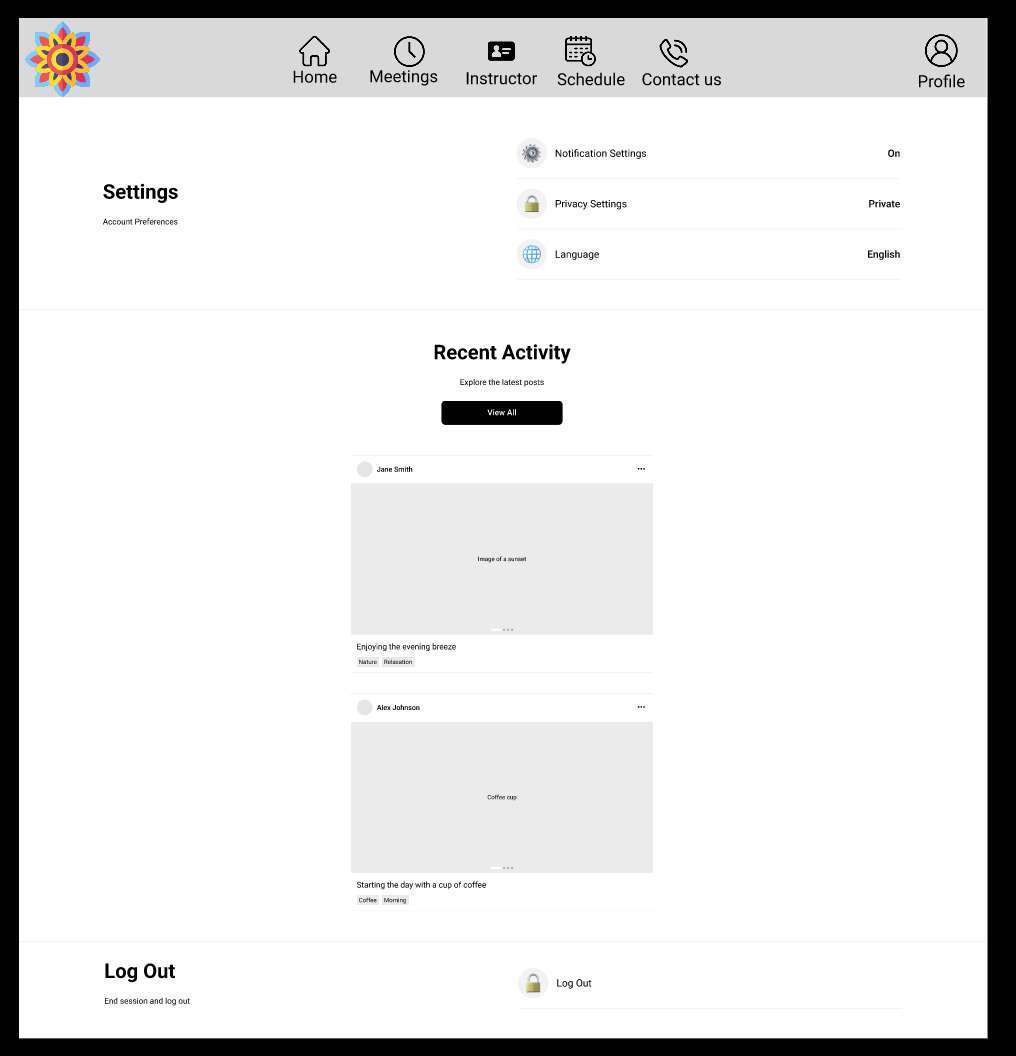 Home
Meetings
Instructor
Schedule
Contact us
Profile
Settings
Account Preferences
Notification Settings
On
Privacy Settings
Private
Language
English
Recent Activity
Explore the latest posts
View All
Jane Smith
Image of a sunset
Enjoying the evening breeze
Nature Relaxation
Alex Johnson
Coffee cup
Starting the day with a cup of coffee
Coffee Morning
Log Out
End session and log out
Log Out